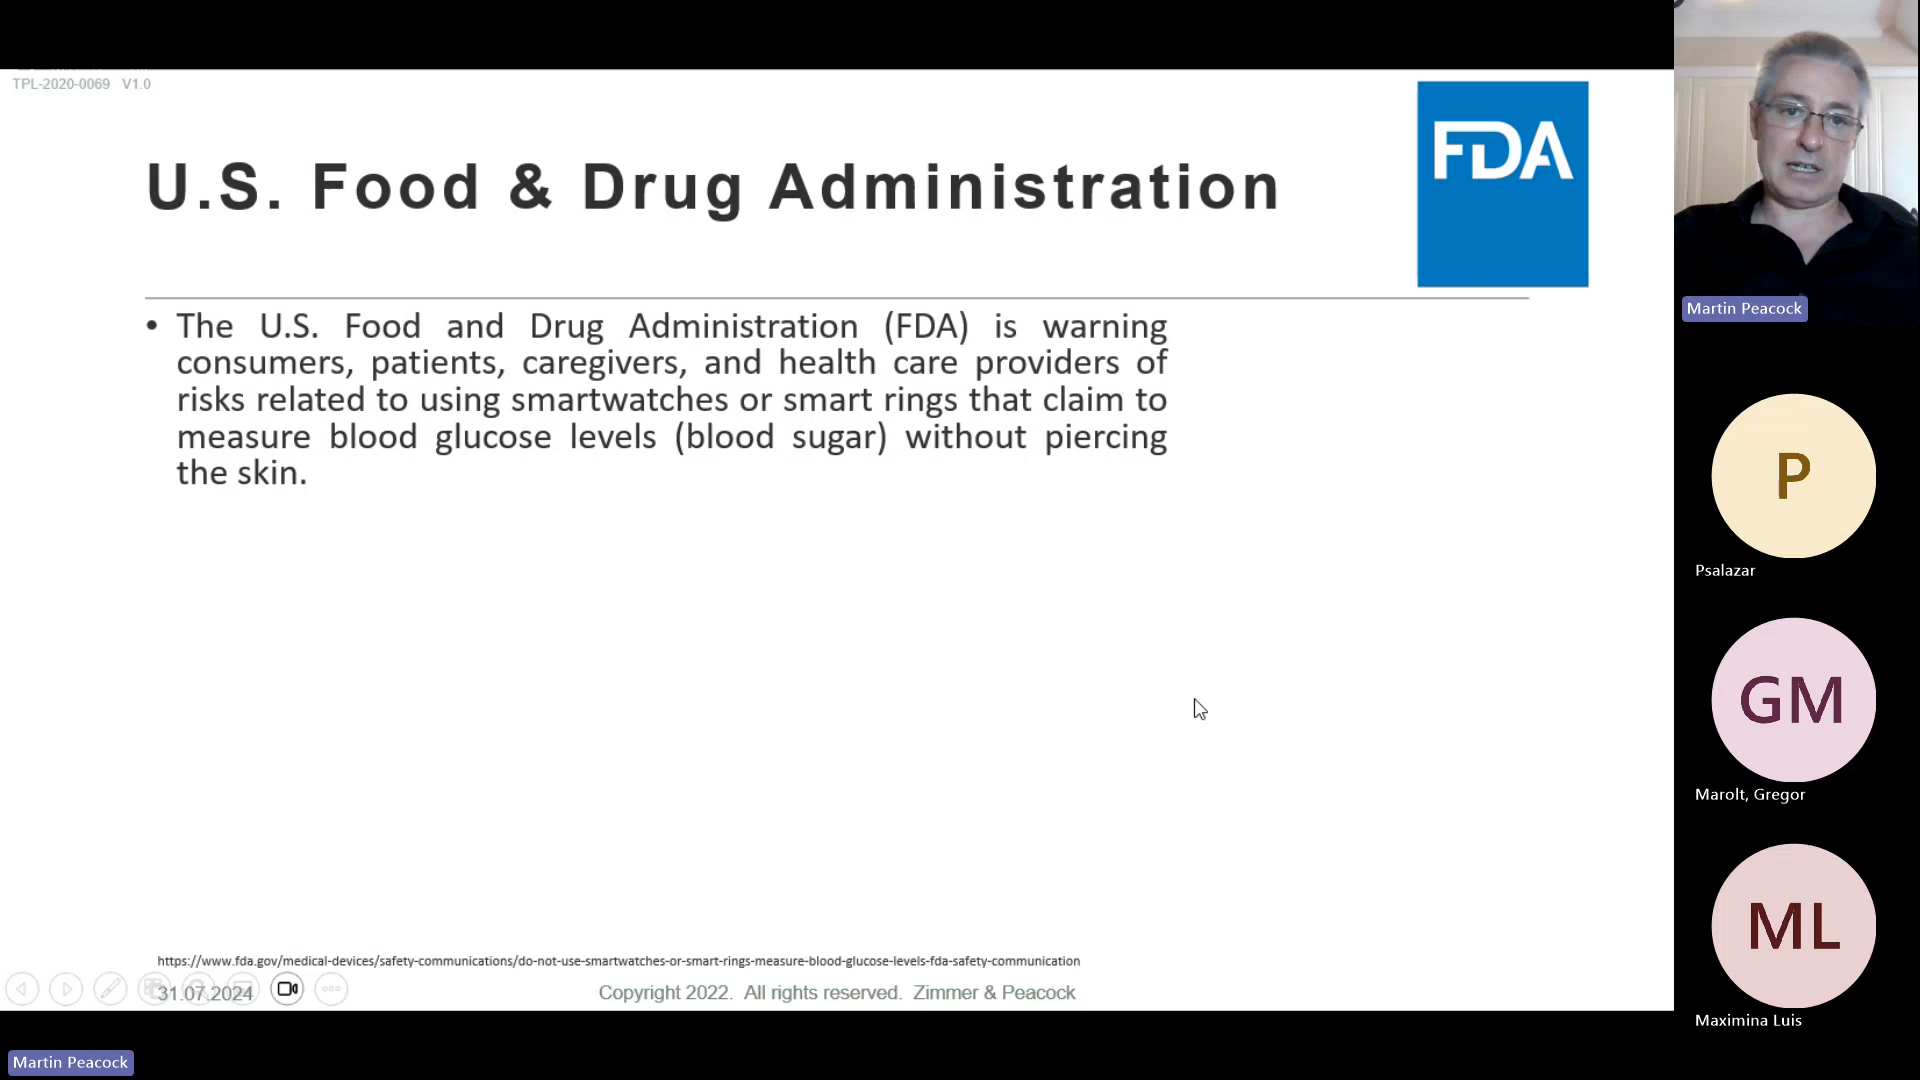 TPL-2020-0069 V1.0
FDA
U.S. Food & Drug Administration
• The U.S. Food and Drug Administration (FDA) is warning
consumers, patients, caregivers, and health care providers of
risks related to using smartwatches or smart rings that claim to
measure blood glucose levels (blood sugar) without piercing
the skin.
https://www.fda.gov/medical-devices/safety-communications/do-not-use-smartwatches-or-smart-rings-measure-blood-glucose-levels-fda-safety-communication
31.07.2024
Copyright 2022. All rights reserved. Zimmer & Peacock
Martin Peacock
Martin Peacock
P
Psalazar
GM
Marolt, Gregor
ML
Maximina Luis